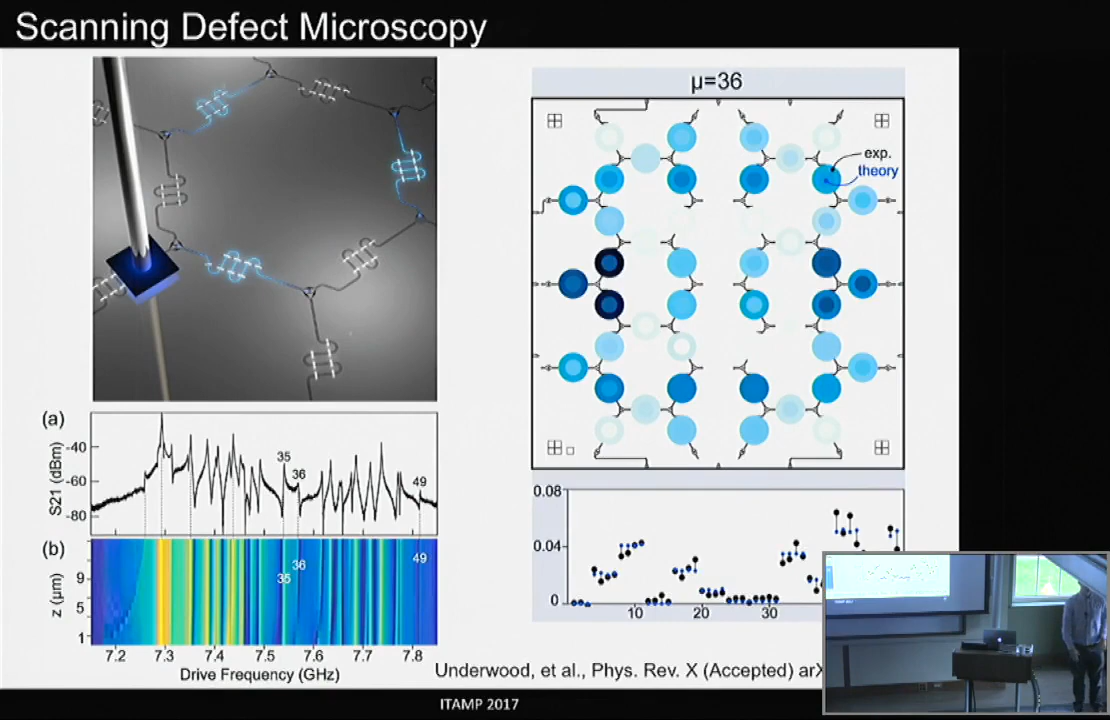 Scanning Defect Microscopy
μ=36
exp.
theory
(a)
S21 (dBm)
-40
-60
-80
35
36
49
(b)
z (μm)
9
5
1
35
36
49
7.2 7.3 7.4 7.5 7.6 7.7 7.8
Drive Frequency (GHz)
0.08
0.04
0
10 20 30
Underwood, et al., Phys. Rev. X (Accepted) arX
ITAMP 2017